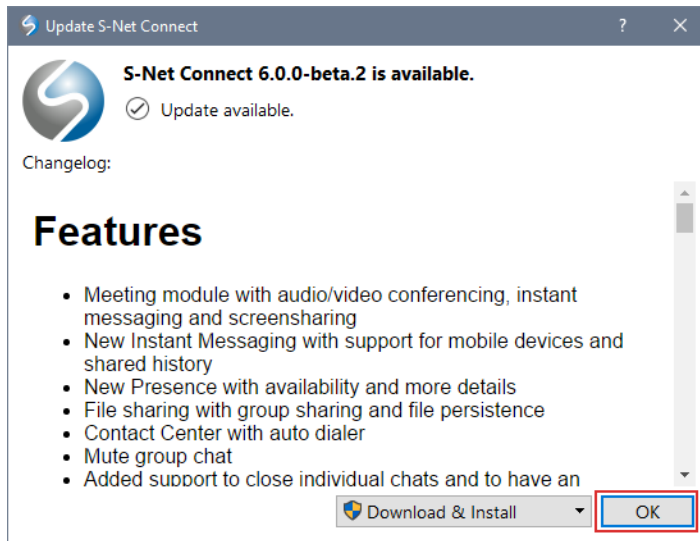 Update S-Net Connect
S-Net Connect 6.0.0-beta.2 is available.
Update available.
Changelog:
Features
• Meeting module with audio/video conferencing, instant
messaging and screensharing
• New Instant Messaging with support for mobile devices and
shared history
• New Presence with availability and more details
• File sharing with group sharing and file persistence
• Contact Center with auto dialer
• Mute group chat
• Added support to close individual chats and to have an
Download & Install
OK